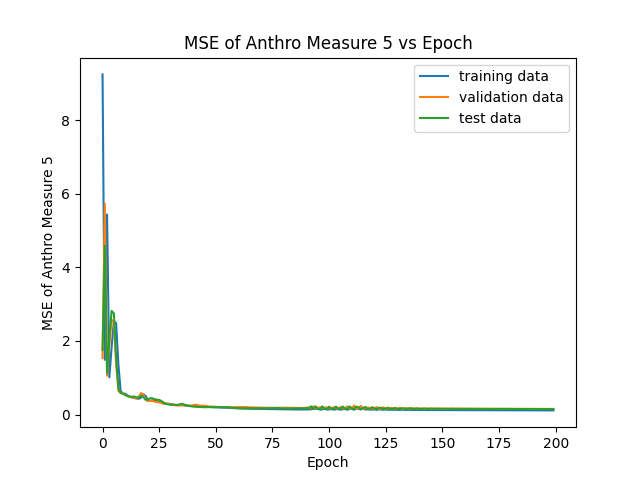 MSE of Anthro Measure 5 vs Epoch
training data
validation data
test data
MSE of Anthro Measure 5
8
6
4
2
0
0 25 50 75 100 125 150 175 200
Epoch